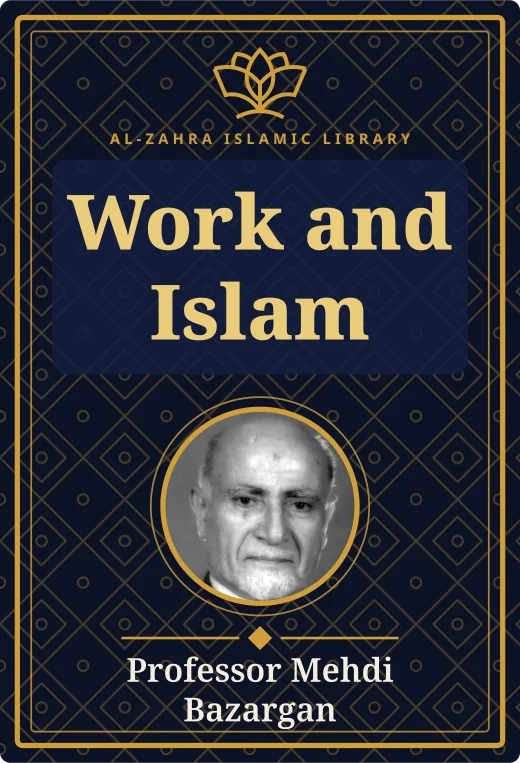 AL-ZAHRA ISLAMIC LIBRARY
Work and
Islam
Professor Mehdi
Bazargan